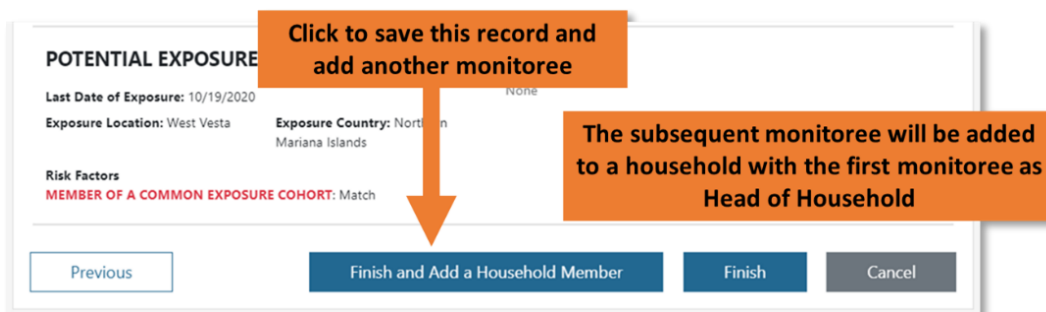 Click to save this record and
add another monitoree
POTENTIAL EXPOSURE
None
Last Date of Exposure: 10/19/2020
Exposure Location: West Vesta
Exposure Country:
Mariana Islands
The subsequent monitoree will be added
to a household with the first monitoree as
Head of Household
Risk Factors
MEMBER OF A COMMON EXPOSURE COHORT: Match
Previous
Finish and Add a Household Member
Finish
Cancel